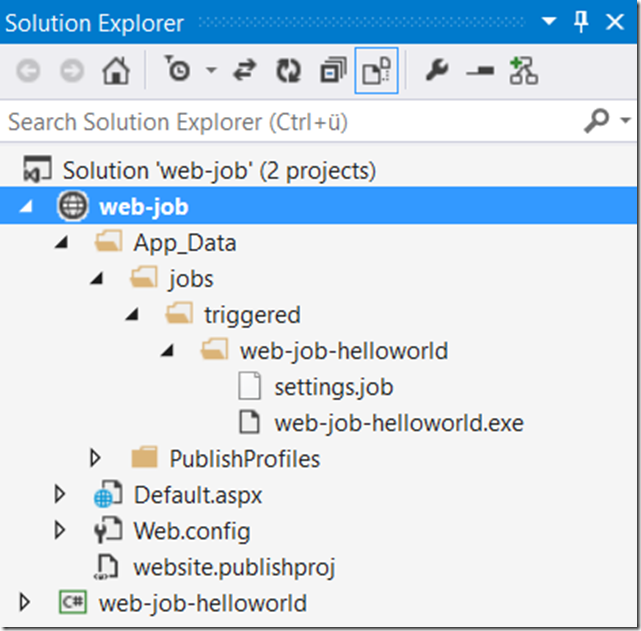 Solution Explorer
Search Solution Explorer (Ctrl+ü)
Solution 'web-job' (2 projects)
web-job
App_Data
jobs
triggered
web-job-helloworld
settings.job
web-job-helloworld.exe
PublishProfiles
Default.aspx
Web.config
website.publishproj
C# web-job-helloworld